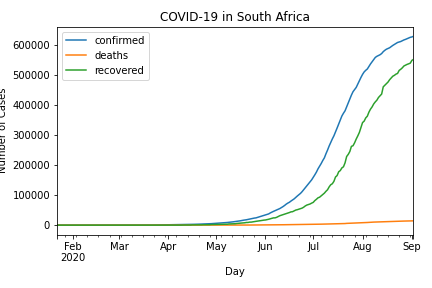 COVID-19 in South Africa
confirmed
deaths
recovered
600000
500000
400000
300000
200000
100000
0
Number of Cases
Feb Mar Apr May Jun Jul Aug Sep
2020
Day